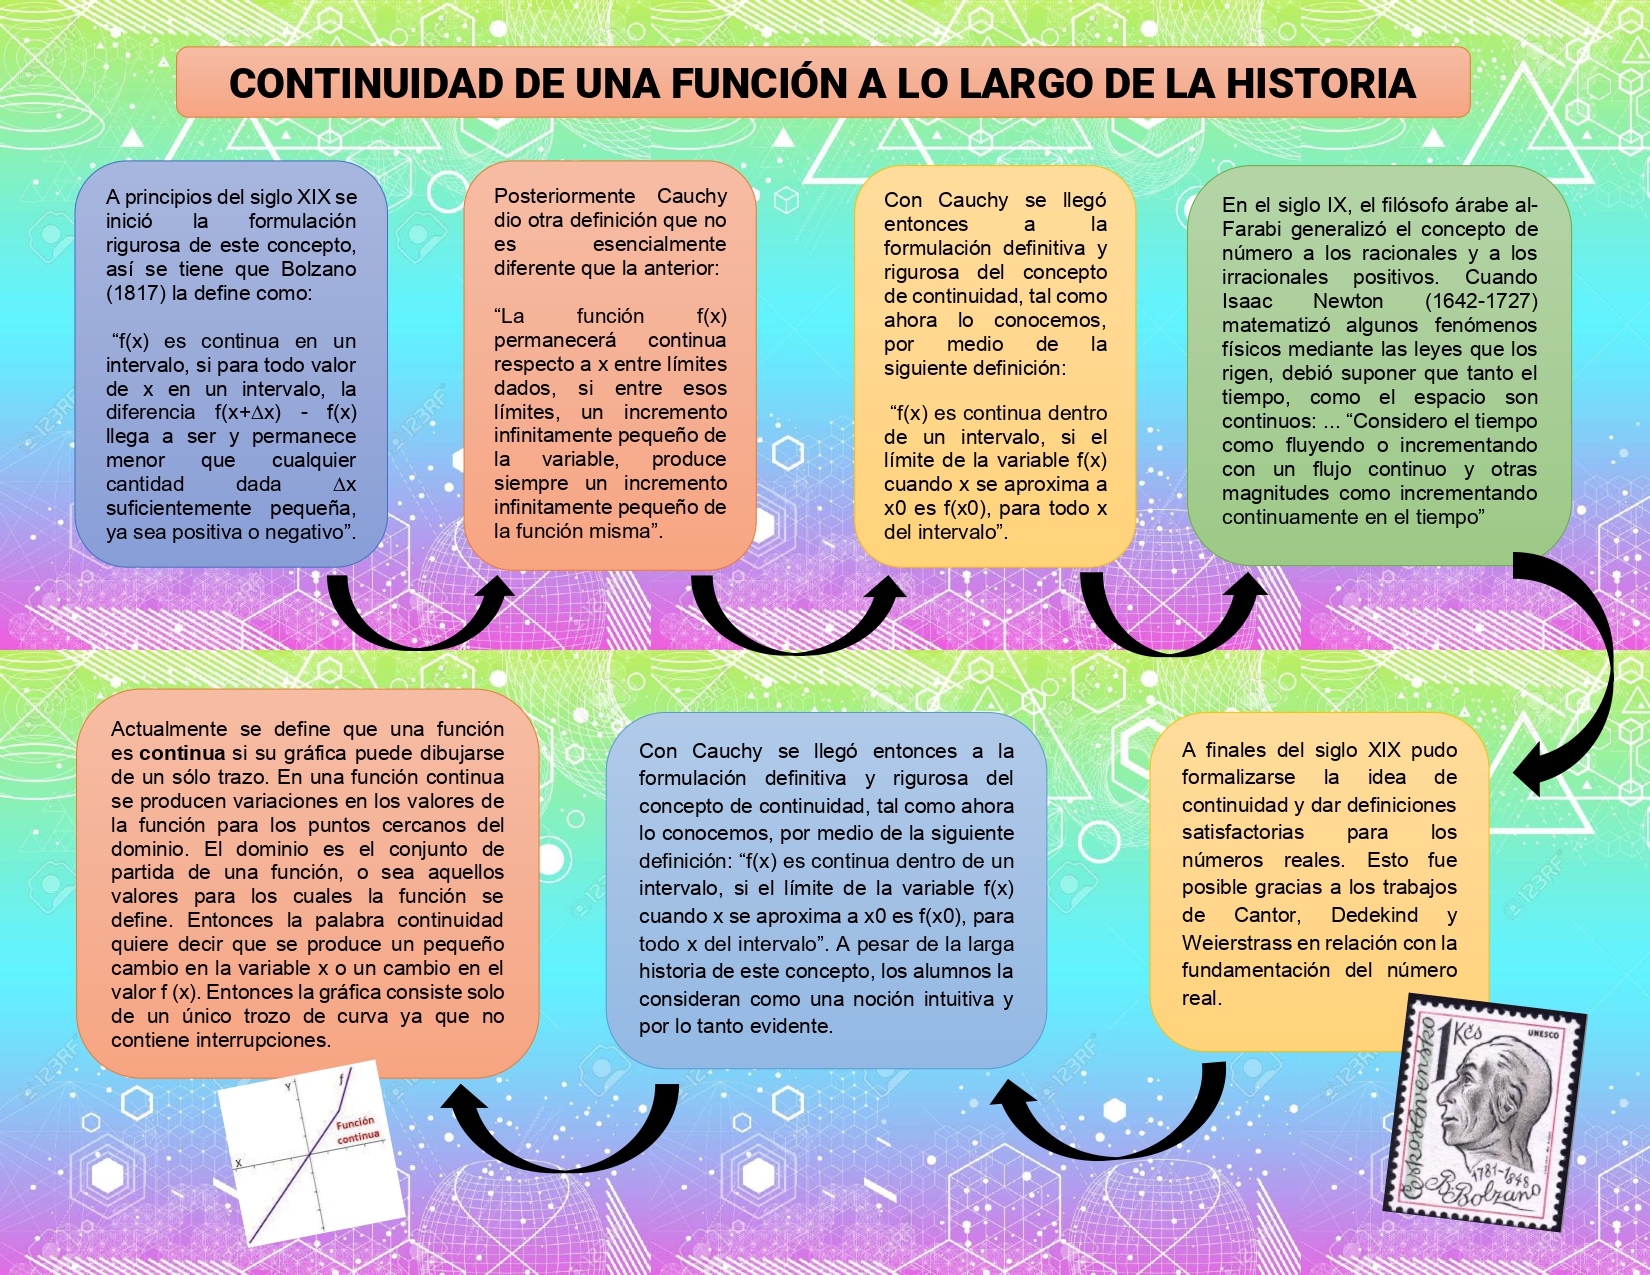 CONTINUIDAD DE UNA FUNCIÓN A LO LARGO DE LA HISTORIA
A principios del siglo XIX se
inició la formulación
rigurosa de este concepto,
así se tiene que Bolzano
(1817) la define como:
“f(x) es continua en un
intervalo, si para todo valor
de x en un intervalo, la
diferencia f(x+∆x) - f(x)
llega a ser y permanece
menor que cualquier
cantidad dada ∆x
suficientemente pequeña,
ya sea positiva o negativo”.
Posteriormente Cauchy
dio otra definición que no
es esencialmente
diferente que la anterior:
“La función f(x)
permanecerá continua
respecto a x entre límites
dados, si entre esos
límites, un incremento
infinitamente pequeño de
la variable, produce
siempre un incremento
infinitamente pequeño de
la función misma”.
Con Cauchy se llegó
entonces a la
formulación definitiva y
rigurosa del concepto
de continuidad, tal como
ahora lo conocemos,
por medio de la
siguiente definición:
“f(x) es continua dentro
de un intervalo, si el
límite de la variable f(x)
cuando x se aproxima a
x0 es f(x0), para todo x
del intervalo”.
En el siglo IX, el filósofo árabe al-
Farabi generalizó el concepto de
número a los racionales y a los
irracionales positivos. Cuando
Isaac Newton (1642-1727)
matematizó algunos fenómenos
físicos mediante las leyes que los
rigen, debió suponer que tanto el
tiempo, como el espacio son
continuos: ... “Considero el tiempo
como fluyendo o incrementando
con un flujo continuo y otras
magnitudes como incrementando
continuamente en el tiempo”
A finales del siglo XIX pudo
formalizarse la idea de
continuidad y dar definiciones
satisfactorias para los
números reales. Esto fue
posible gracias a los trabajos
de Cantor, Dedekind y
Weierstrass en relación con la
fundamentación del número
real.
Con Cauchy se llegó entonces a la
formulación definitiva y rigurosa del
concepto de continuidad, tal como ahora
lo conocemos, por medio de la siguiente
definición: “f(x) es continua dentro de un
intervalo, si el límite de la variable f(x)
cuando x se aproxima a x0 es f(x0), para
todo x del intervalo”. A pesar de la larga
historia de este concepto, los alumnos la
consideran como una noción intuitiva y
por lo tanto evidente.
Actualmente se define que una función
es continua si su gráfica puede dibujarse
de un sólo trazo. En una función continua
se producen variaciones en los valores de
la función para los puntos cercanos del
dominio. El dominio es el conjunto de
partida de una función, o sea aquellos
valores para los cuales la función se
define. Entonces la palabra continuidad
quiere decir que se produce un pequeño
cambio en la variable x o un cambio en el
valor f (x). Entonces la gráfica consiste solo
de un único trozo de curva ya que no
contiene interrupciones.
Y
f
Función
continua
X
1 Kčs
UNESCO
Československo
1781-1848
B. Bolzano
123RF
123RF
123RF
123RF
123RF
123RF